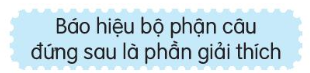 Báo hiệu bộ phận câu
đứng sau là phần giải thích